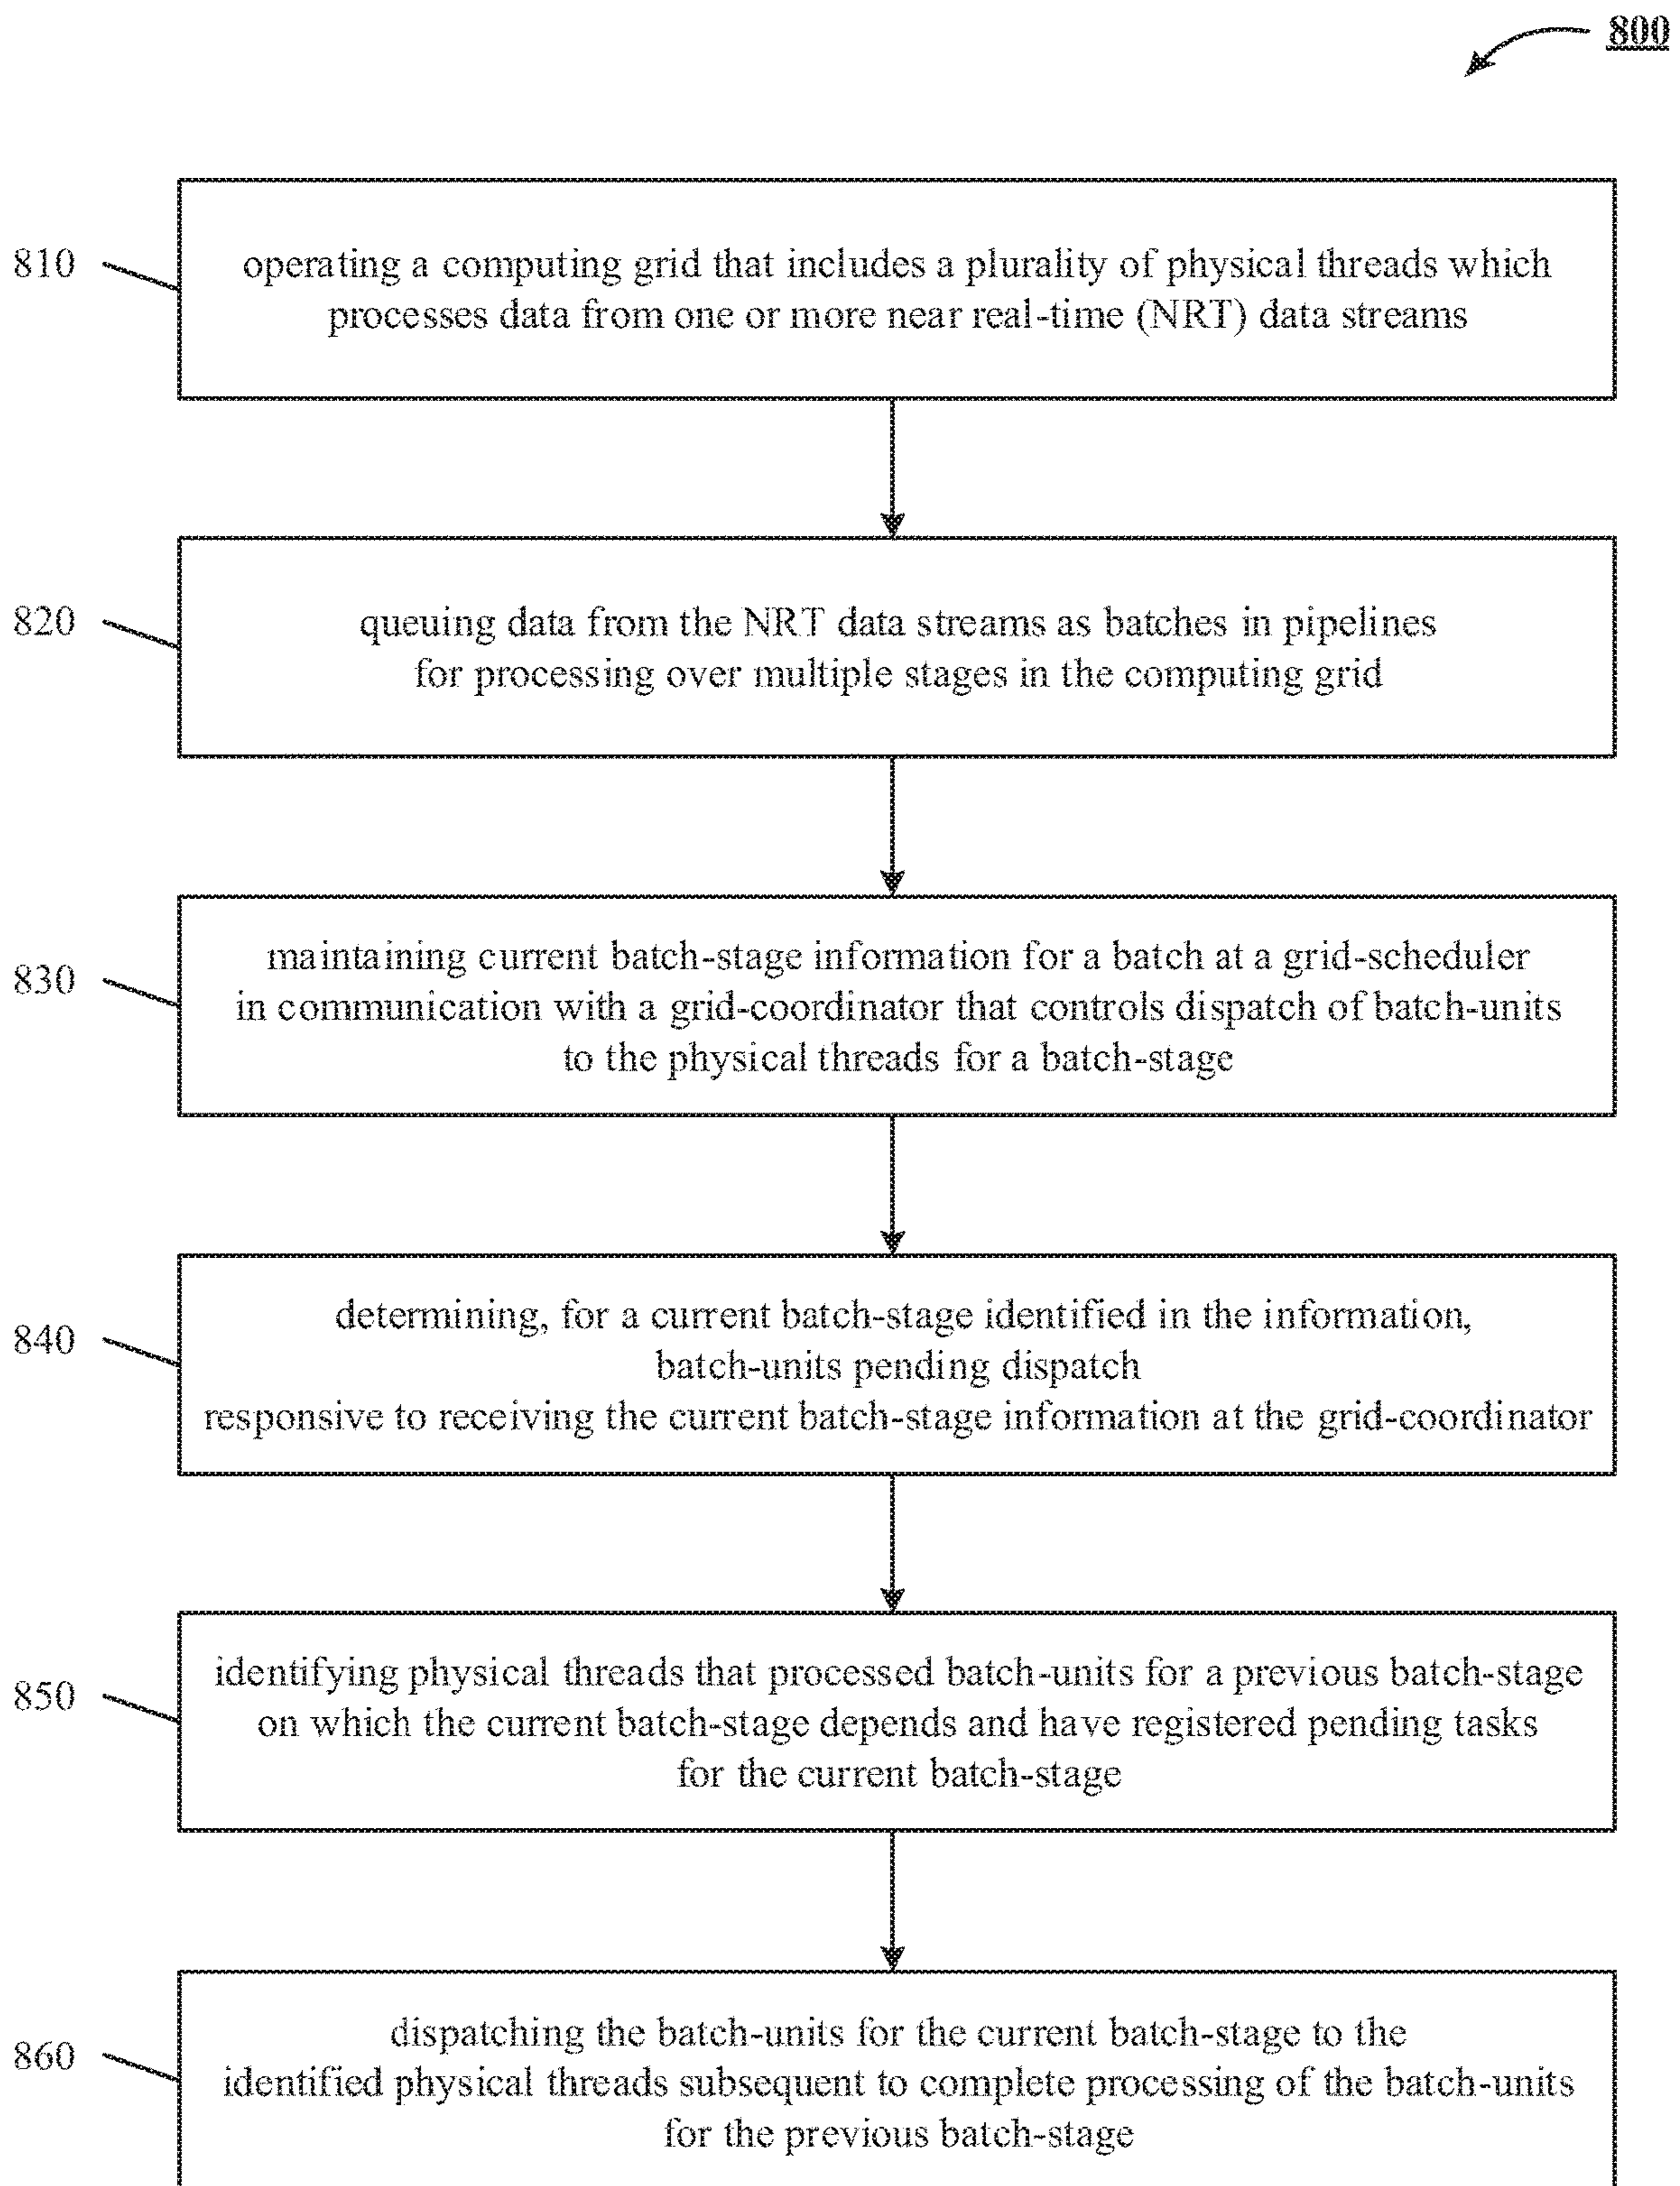 800
810
operating a computing grid that includes a plurality of physical threads which
processes data from one or more near real-time (NRT) data streams
820
queuing data from the NRT data streams as batches in pipelines
for processing over multiple stages in the computing grid
830
maintaining current batch-stage information for a batch at a grid-scheduler
in communication with a grid-coordinator that controls dispatch of batch-units
to the physical threads for a batch-stage
840
determining, for a current batch-stage identified in the information,
batch-units pending dispatch
responsive to receiving the current batch-stage information at the grid-coordinator
850
identifying physical threads that processed batch-units for a previous batch-stage
on which the current batch-stage depends and have registered pending tasks
for the current batch-stage
860
dispatching the batch-units for the current batch-stage to the
identified physical threads subsequent to complete processing of the batch-units
for the previous batch-stage